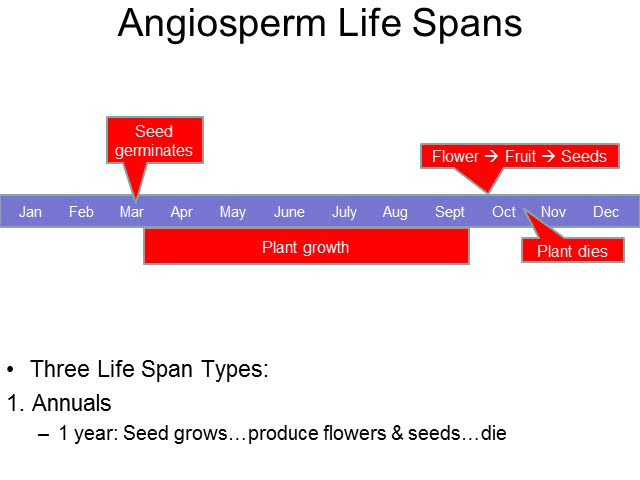 Angiosperm Life Spans
Seed
germinates
Flower → Fruit → Seeds
Jan Feb Mar Apr May June July Aug Sept Oct Nov Dec
Plant growth
Plant dies
• Three Life Span Types:
1. Annuals
– 1 year: Seed grows…produce flowers & seeds…die